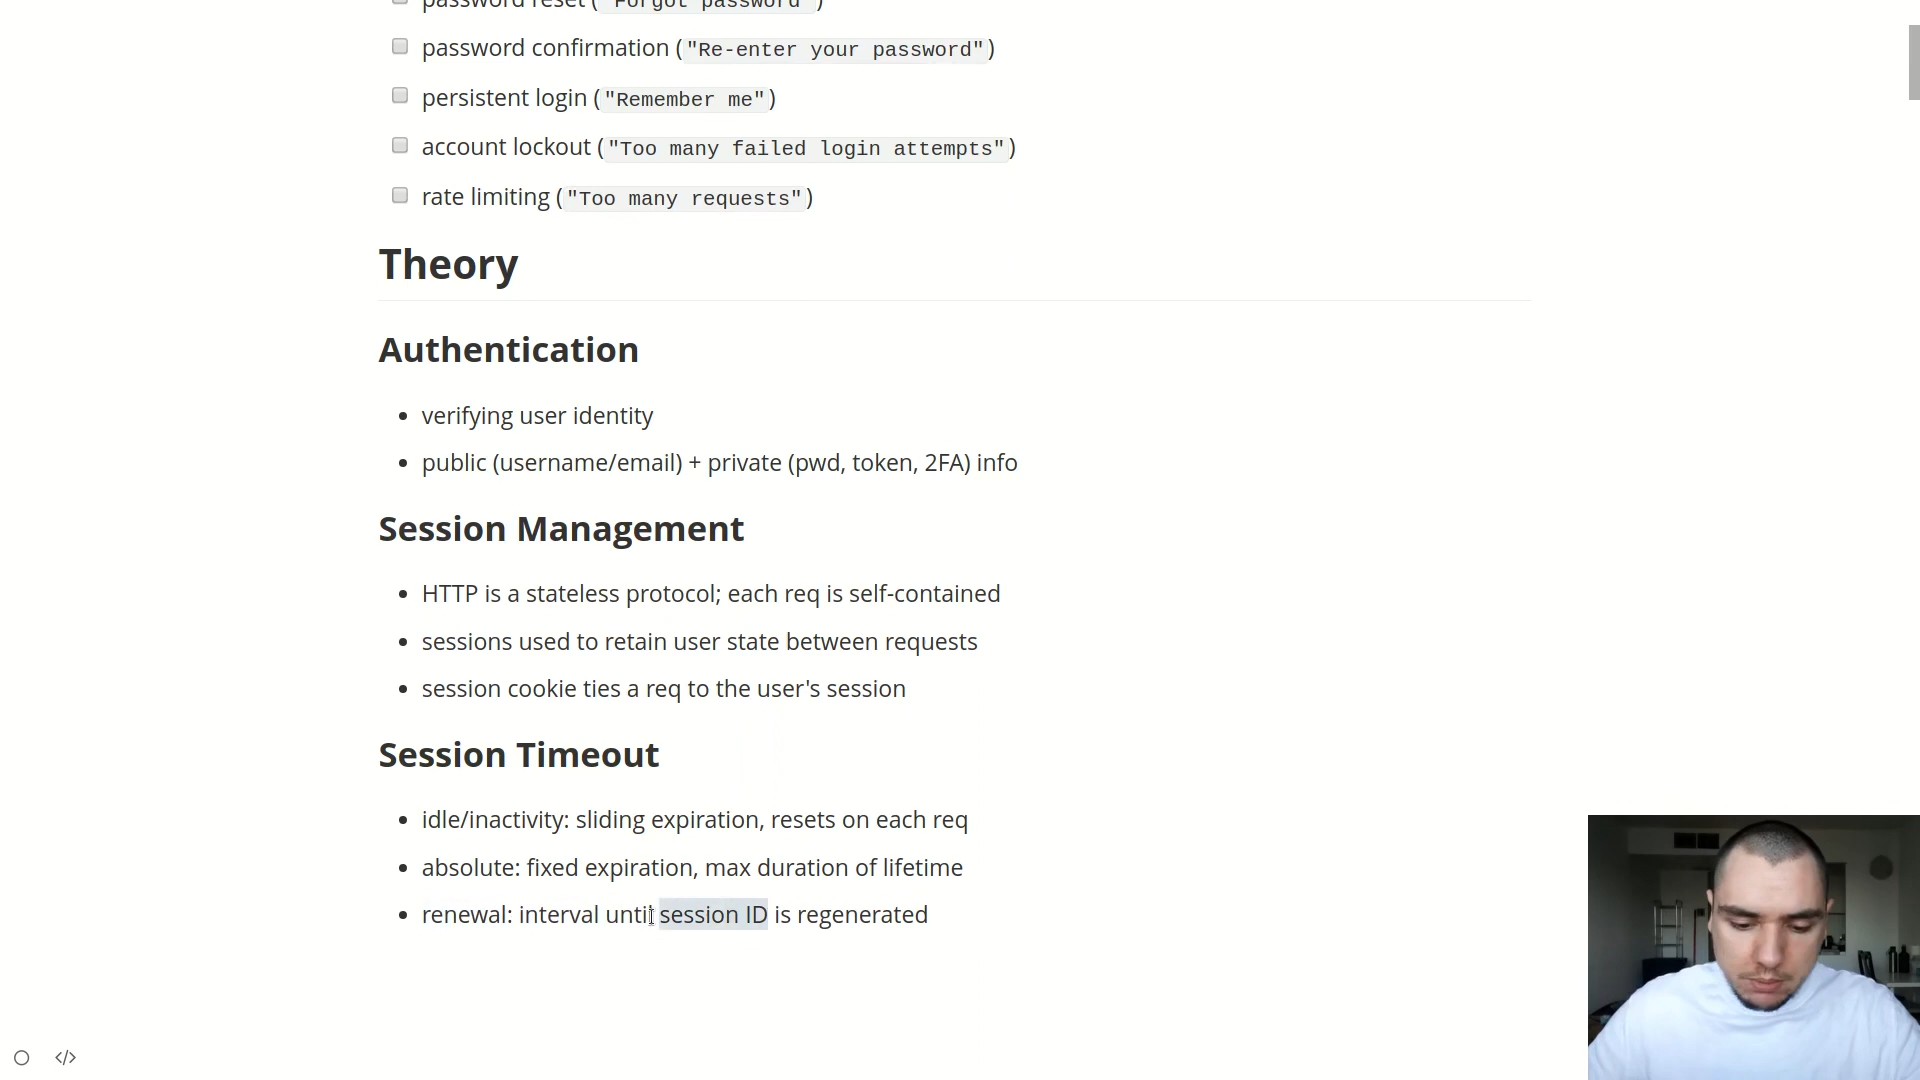 password reset ("Forgot password")
password confirmation ("Re-enter your password")
persistent login ("Remember me")
account lockout ("Too many failed login attempts")
rate limiting ("Too many requests")
Theory
Authentication
verifying user identity
public (username/email) + private (pwd, token, 2FA) info
Session Management
HTTP is a stateless protocol; each req is self-contained
sessions used to retain user state between requests
session cookie ties a req to the user's session
Session Timeout
idle/inactivity: sliding expiration, resets on each req
absolute: fixed expiration, max duration of lifetime
renewal: interval until session ID is regenerated